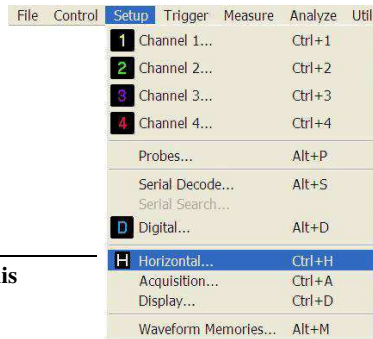 File Control Setup Trigger Measure Analyze Util
1 Channel 1... Ctrl+1
2 Channel 2... Ctrl+2
3 Channel 3... Ctrl+3
4 Channel 4... Ctrl+4
Probes... Alt+P
Serial Decode... Alt+S
Serial Search...
D Digital... Alt+D
H Horizontal... Ctrl+H
is
Acquisition... Ctrl+A
Display... Ctrl+D
Waveform Memories... Alt+M